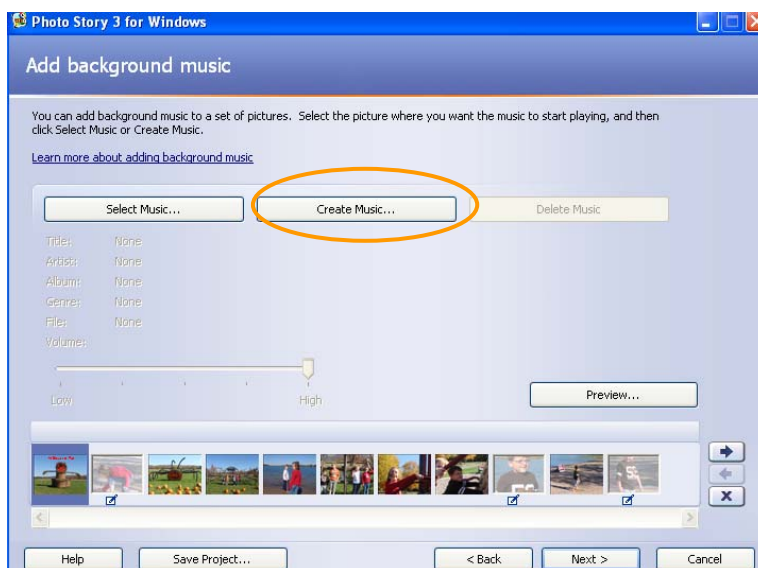 Photo Story 3 for Windows
Add background music
You can add background music to a set of pictures. Select the picture where you want the music to start playing, and then
click Select Music or Create Music.
Learn more about adding background music
Select Music... Create Music... Delete Music
Title: None
Artist: None
Album: None
Genre: None
File: None
Volume:
Low High
Preview...
Help Save Project... < Back Next > Cancel